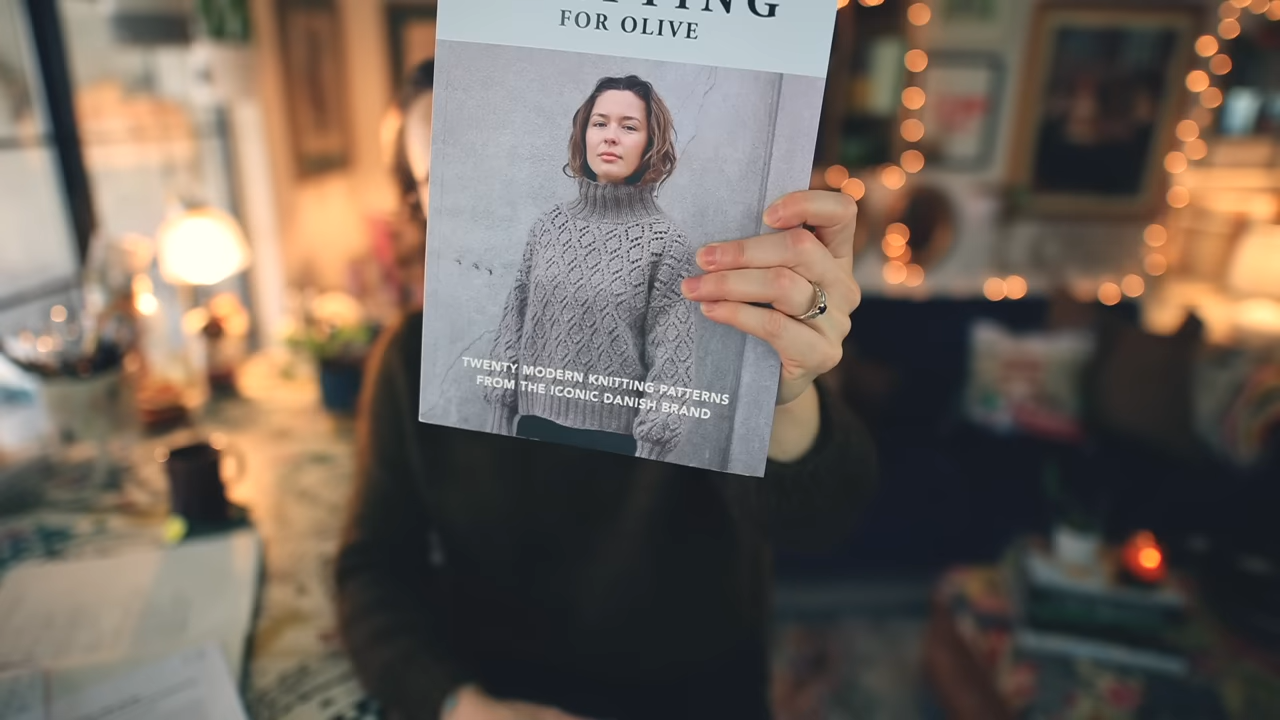 FOR OLIVE
TWENTY MODERN KNITTING PATTERNS
FROM THE ICONIC DANISH BRAND